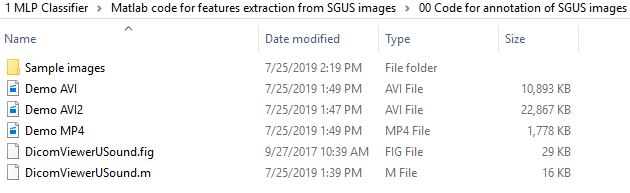 1 MLP Classifier > Matlab code for features extraction from SGUS images > 00 Code for annotation of SGUS images
Name Date modified Type Size
Sample images 7/25/2019 2:19 PM File folder
Demo AVI 7/25/2019 1:49 PM AVI File 10,893 KB
Demo AVI2 7/25/2019 1:47 PM AVI File 22,867 KB
Demo MP4 7/25/2019 1:49 PM MP4 File 1,778 KB
DicomViewerUSound.fig 9/27/2017 10:39 AM FIG File 29 KB
DicomViewerUSound.m 7/25/2019 1:39 PM M File 16 KB